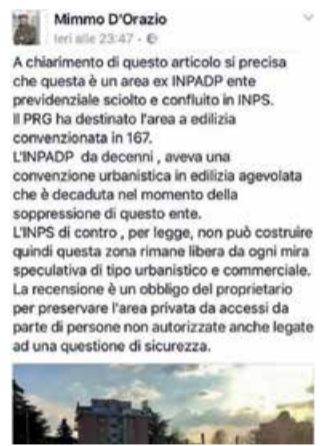 Mimmo D'Orazio
Ieri alle 23:47 ·
A chiarimento di questo articolo si precisa
che questa è un area ex INPADP ente
previdenziale sciolto e confluito in INPS.
Il PRG ha destinato l'area a edilizia
convenzionata in 167.
L'INPADP da decenni , aveva una
convenzione urbanistica in edilizia agevolata
che è decaduta nel momento della
soppressione di questo ente.
L'INPS di contro , per legge, non può costruire
quindi questa zona rimane libera da ogni mira
speculativa di tipo urbanistico e commerciale.
La recensione è un obbligo del proprietario
per preservare l'area privata da accessi da
parte di persone non autorizzate anche legate
ad una questione di sicurezza.